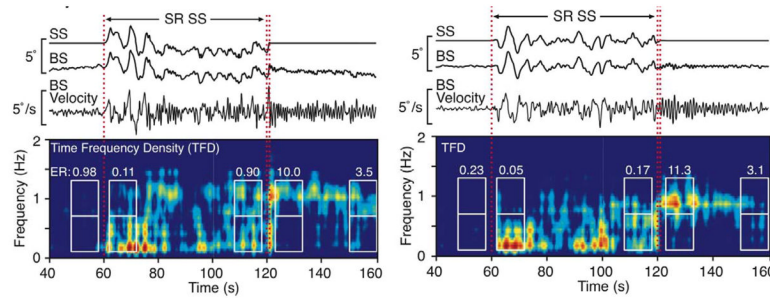 SR SS
SS
5°
BS
BS
Velocity
5°/s
Time Frequency Density (TFD)
ER: 0.98 0.11 0.90 10.0 3.5
Frequency (Hz)
2
1
0
40 60 80 100 120 140 160
Time (s)
SR SS
SS
5°
BS
BS
Velocity
5°/s
TFD
0.23 0.05 0.17 11.3 3.1
Frequency (Hz)
2
1
0
40 60 80 100 120 140 160
Time (s)